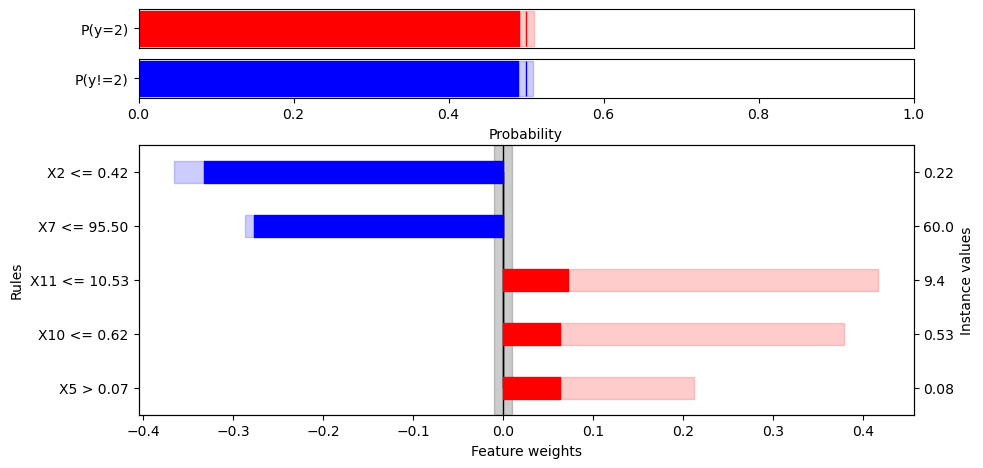 P(y=2)
P(y!=2)
0.0 0.2 0.4 0.6 0.8 1.0
Probability
X2 <= 0.42 0.22
X7 <= 95.50 60.0
X11 <= 10.53 9.4
X10 <= 0.62 0.53
X5 > 0.07 0.08
Rules
Instance values
−0.4 −0.3 −0.2 −0.1 0.0 0.1 0.2 0.3 0.4
Feature weights